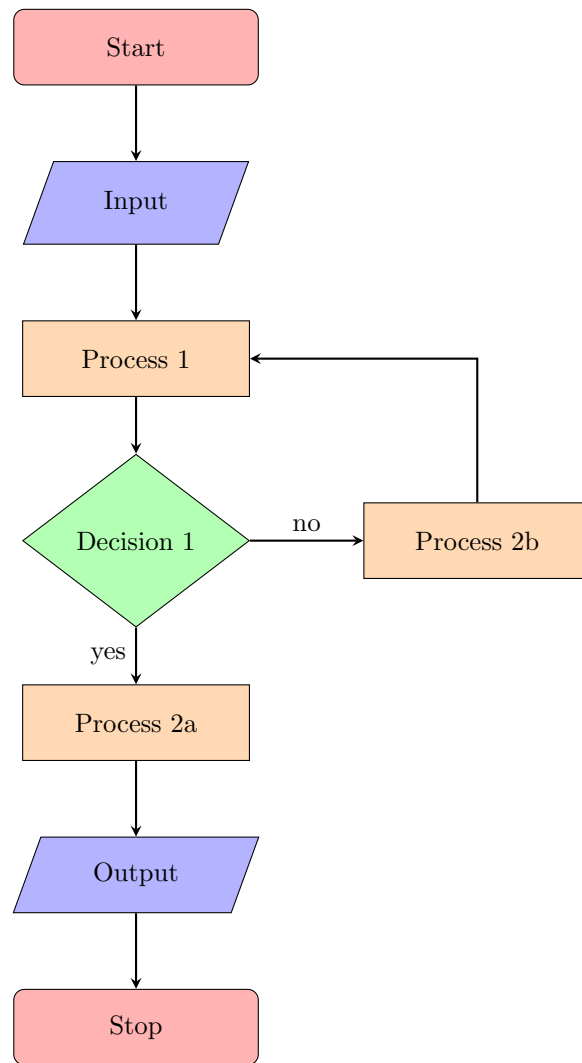 Start
Input
Process 1
Decision 1
no
Process 2b
yes
Process 2a
Output
Stop